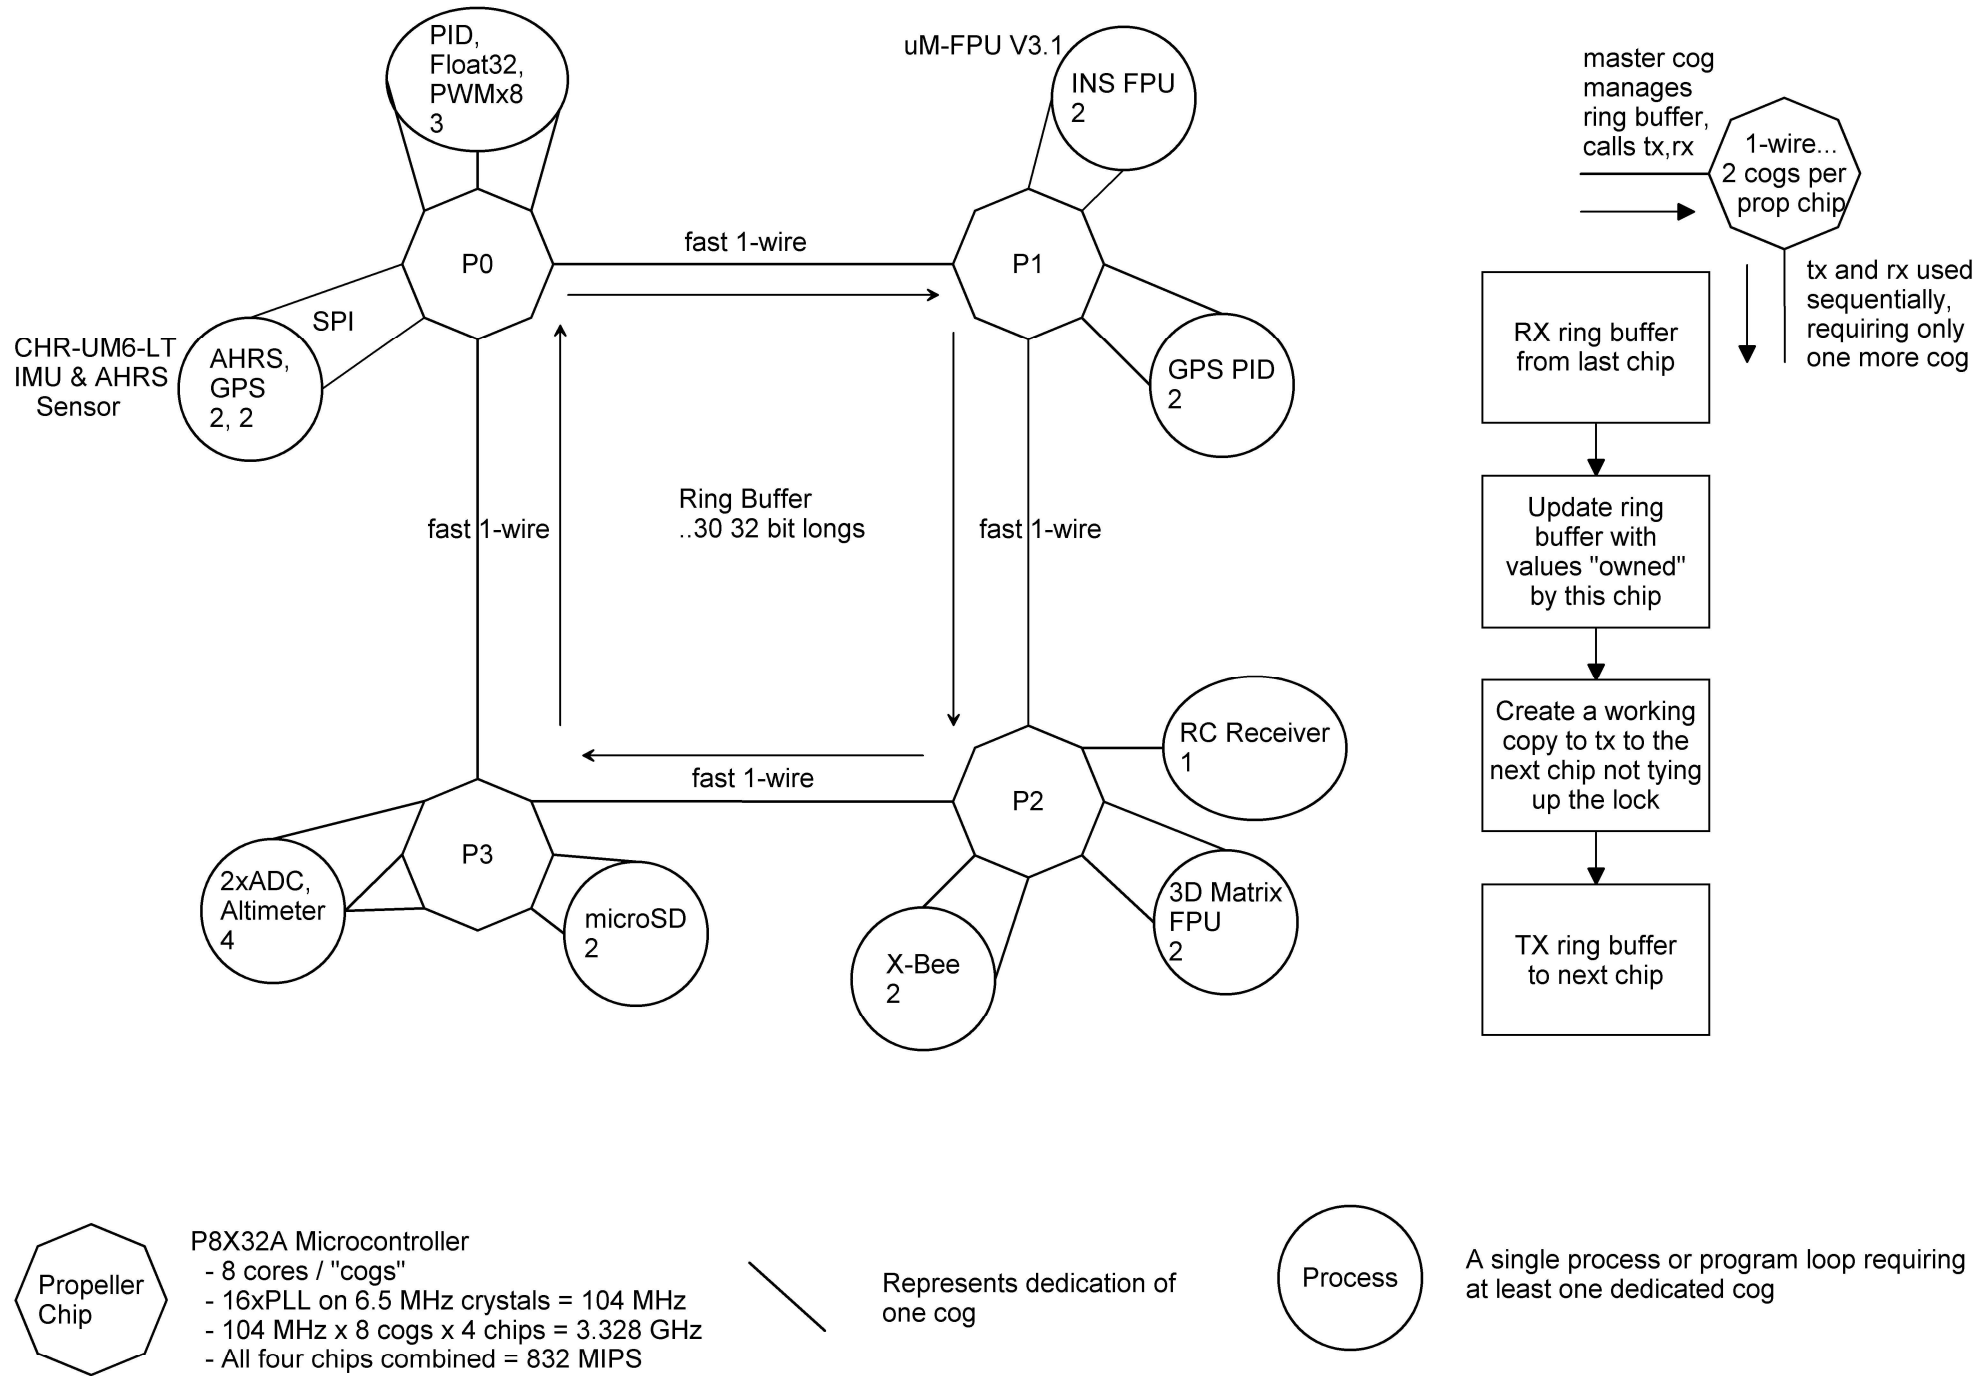 PID,
Float32,
PWMx8
3
uM-FPU V3.1
INS FPU
2
master cog
manages
ring buffer,
calls tx,rx
1-wire...
2 cogs per
prop chip
P0
fast 1-wire
P1
tx and rx used
sequentially,
requiring only
one more cog
SPI
CHR-UM6-LT
IMU & AHRS
Sensor
AHRS,
GPS
2, 2
GPS PID
2
RX ring buffer
from last chip
fast 1-wire
Ring Buffer
..30 32 bit longs
fast 1-wire
Update ring
buffer with
values "owned"
by this chip
RC Receiver
1
fast 1-wire
P2
P3
Create a working
copy to tx to the
next chip not tying
up the lock
2xADC,
Altimeter
4
microSD
2
X-Bee
2
3D Matrix
FPU
2
TX ring buffer
to next chip
Propeller
Chip
P8X32A Microcontroller
- 8 cores / "cogs"
- 16xPLL on 6.5 MHz crystals = 104 MHz
- 104 MHz x 8 cogs x 4 chips = 3.328 GHz
- All four chips combined = 832 MIPS
Represents dedication of
one cog
Process
A single process or program loop requiring
at least one dedicated cog